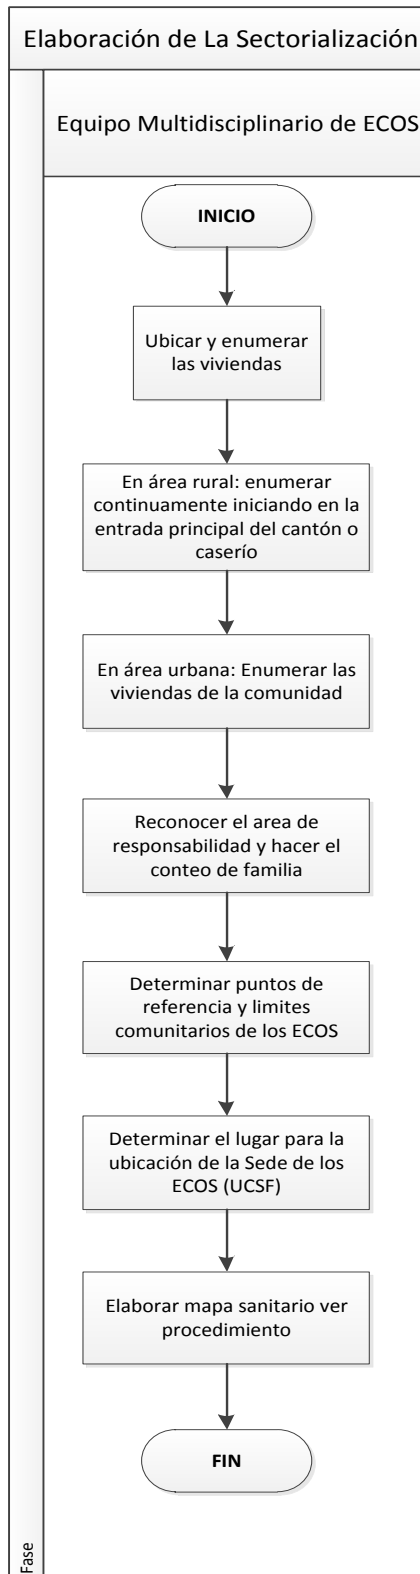 Elaboración de La Sectorialización
Equipo Multidisciplinario de ECOS
INICIO
Ubicar y enumerar
las viviendas
En área rural: enumerar
continuamente iniciando en la
entrada principal del cantón o
caserío
En área urbana: Enumerar las
viviendas de la comunidad
Reconocer el area de
responsabilidad y hacer el
conteo de familia
Determinar puntos de
referencia y limites
comunitarios de los ECOS
Determinar el lugar para la
ubicación de la Sede de los
ECOS (UCSF)
Elaborar mapa sanitario ver
procedimiento
FIN
Fase